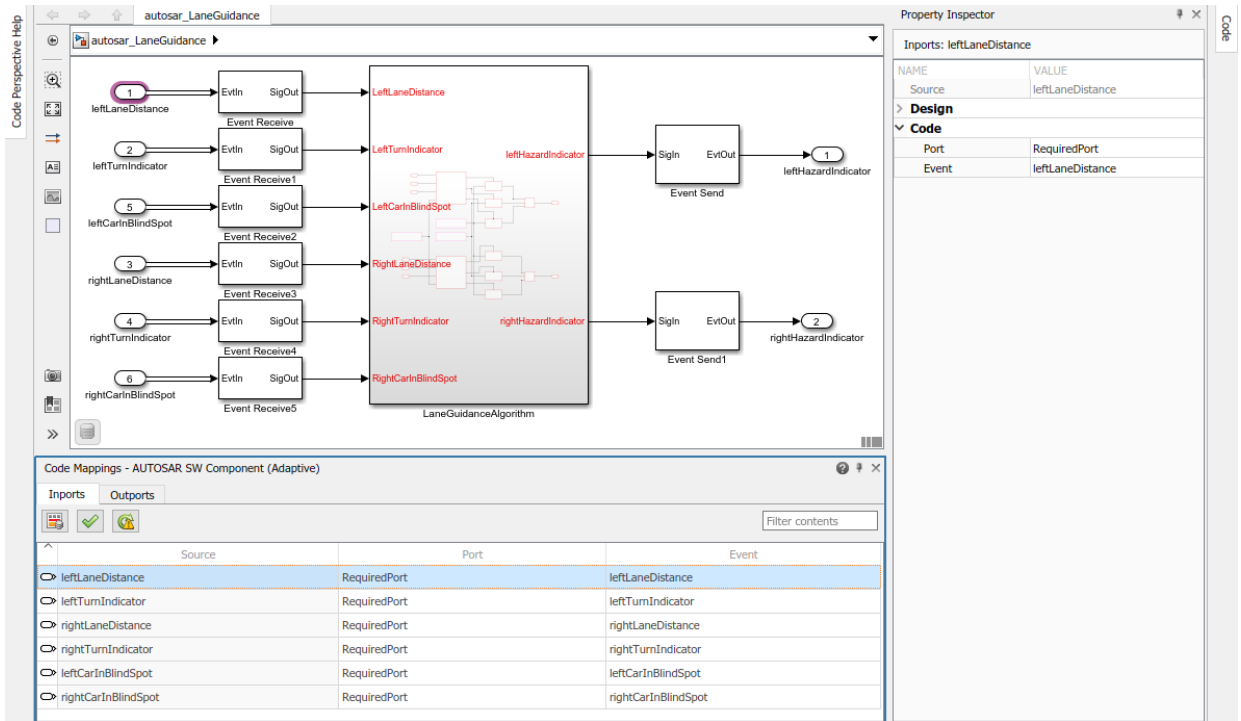 Code Perspective Help
autosar_LaneGuidance
autosar_LaneGuidance
1
leftLaneDistance
EvtIn SigOut
Event Receive
LeftLaneDistance
2
leftTurnIndicator
EvtIn SigOut
Event Receive1
LeftTurnIndicator
5
leftCarInBlindSpot
EvtIn SigOut
Event Receive2
LeftCarInBlindSpot
3
rightLaneDistance
EvtIn SigOut
Event Receive3
RightLaneDistance
4
rightTurnIndicator
EvtIn SigOut
Event Receive4
RightTurnIndicator
6
rightCarInBlindSpot
EvtIn SigOut
Event Receive5
RightCarInBlindSpot
leftHazardIndicator
rightHazardIndicator
LaneGuidanceAlgorithm
SigIn EvtOut
Event Send
1
leftHazardIndicator
SigIn EvtOut
Event Send1
2
rightHazardIndicator
Code Mappings - AUTOSAR SW Component (Adaptive)
Inports Outports
Filter contents
Source Port Event
leftLaneDistance RequiredPort leftLaneDistance
leftTurnIndicator RequiredPort leftTurnIndicator
rightLaneDistance RequiredPort rightLaneDistance
rightTurnIndicator RequiredPort rightTurnIndicator
leftCarInBlindSpot RequiredPort leftCarInBlindSpot
rightCarInBlindSpot RequiredPort rightCarInBlindSpot
Property Inspector
Inports: leftLaneDistance
NAME VALUE
Source leftLaneDistance
Design
Code
Port RequiredPort
Event leftLaneDistance
Code